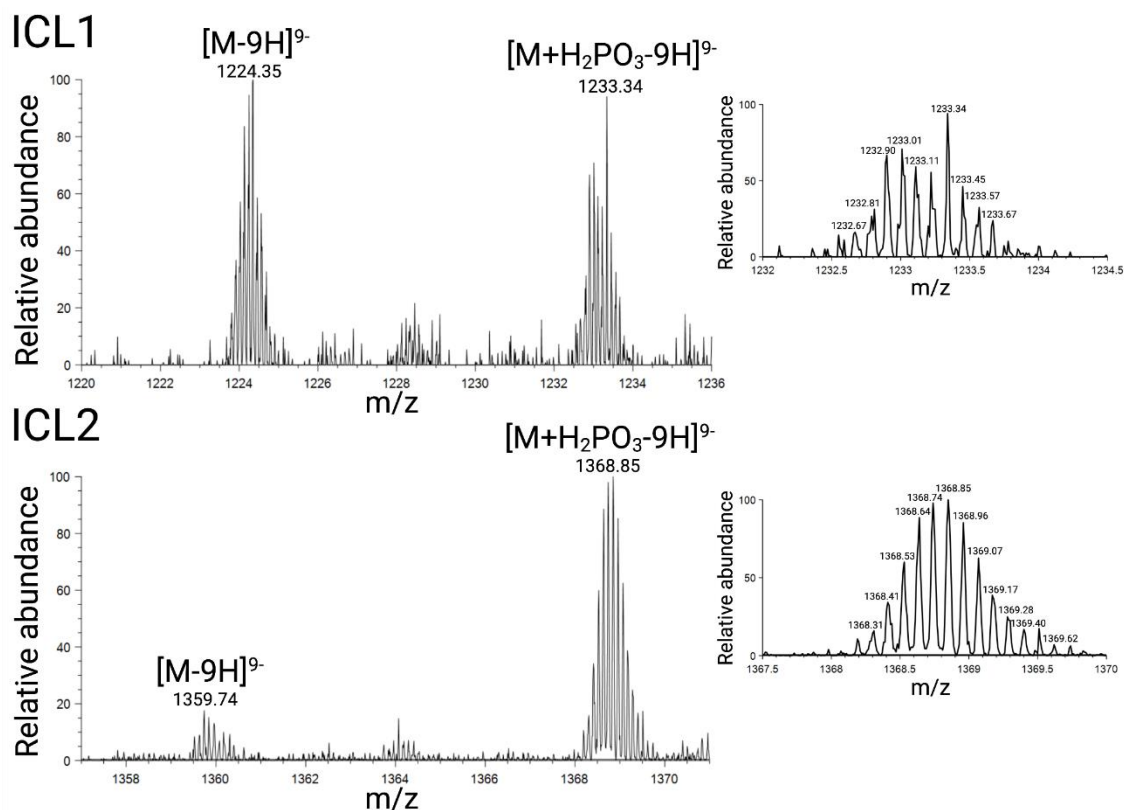 ICL1
[M-9H]⁹⁻
1224.35
[M+H₂PO₃-9H]⁹⁻
1233.34
Relative abundance
100
80
60
40
20
0
1220 1222 1224 1226 1228 1230 1232 1234 1236
m/z
Relative abundance
100
50
0
1233.34
1232.90
1233.01
1233.11
1233.45
1232.81
1233.57
1232.67
1233.67
1232 1232.5 1233 1233.5 1234 1234.5
m/z
ICL2
[M+H₂PO₃-9H]⁹⁻
1368.85
[M-9H]⁹⁻
1359.74
Relative abundance
100
80
60
40
20
0
1358 1360 1362 1364 1366 1368 1370
m/z
Relative abundance
100
50
0
1368.85
1368.74
1368.64
1368.96
1368.53
1369.07
1368.41
1369.17
1368.31
1369.28
1369.40
1369.62
1367.5 1368 1368.5 1369 1369.5 1370
m/z